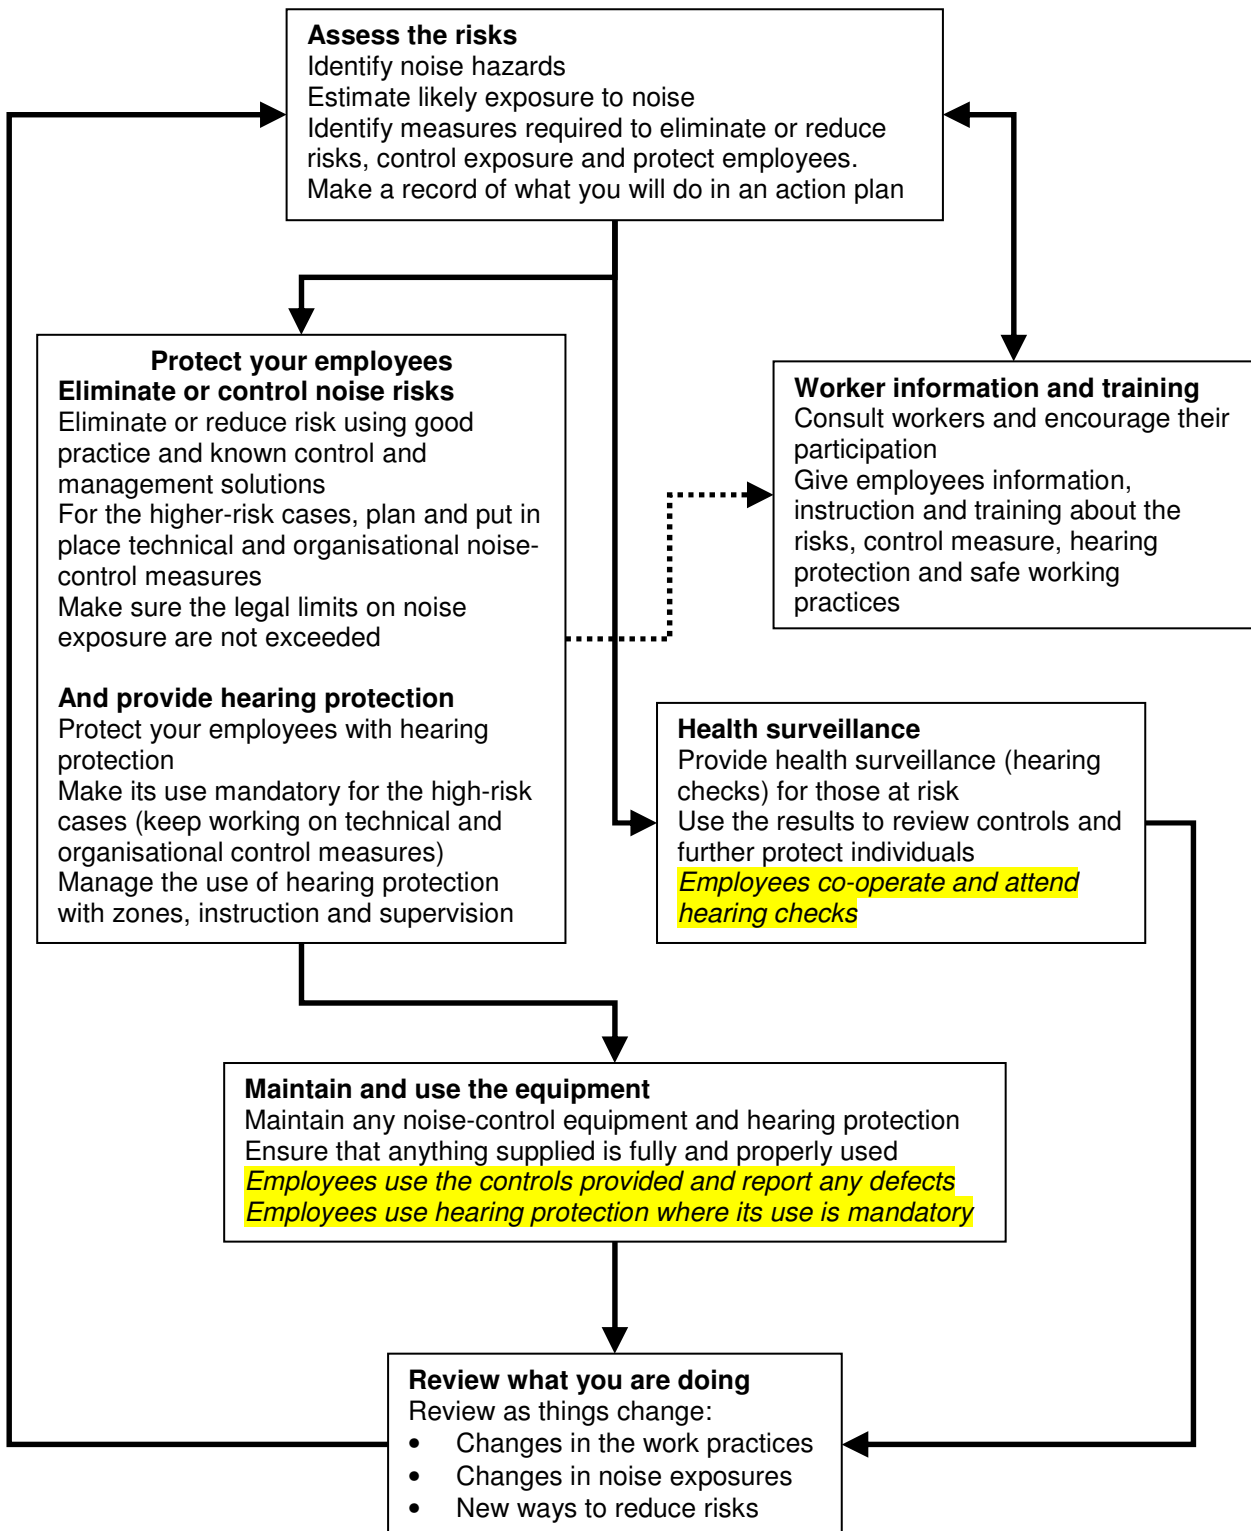 Assess the risks
Identify noise hazards
Estimate likely exposure to noise
Identify measures required to eliminate or reduce
risks, control exposure and protect employees.
Make a record of what you will do in an action plan
Protect your employees
Eliminate or control noise risks
Eliminate or reduce risk using good
practice and known control and
management solutions
For the higher-risk cases, plan and put in
place technical and organisational noise-
control measures
Make sure the legal limits on noise
exposure are not exceeded
And provide hearing protection
Protect your employees with hearing
protection
Make its use mandatory for the high-risk
cases (keep working on technical and
organisational control measures)
Manage the use of hearing protection
with zones, instruction and supervision
Worker information and training
Consult workers and encourage their
participation
Give employees information,
instruction and training about the
risks, control measure, hearing
protection and safe working
practices
Health surveillance
Provide health surveillance (hearing
checks) for those at risk
Use the results to review controls and
further protect individuals
Employees co-operate and attend
hearing checks
Maintain and use the equipment
Maintain any noise-control equipment and hearing protection
Ensure that anything supplied is fully and properly used
Employees use the controls provided and report any defects
Employees use hearing protection where its use is mandatory
Review what you are doing
Review as things change:
• Changes in the work practices
• Changes in noise exposures
• New ways to reduce risks